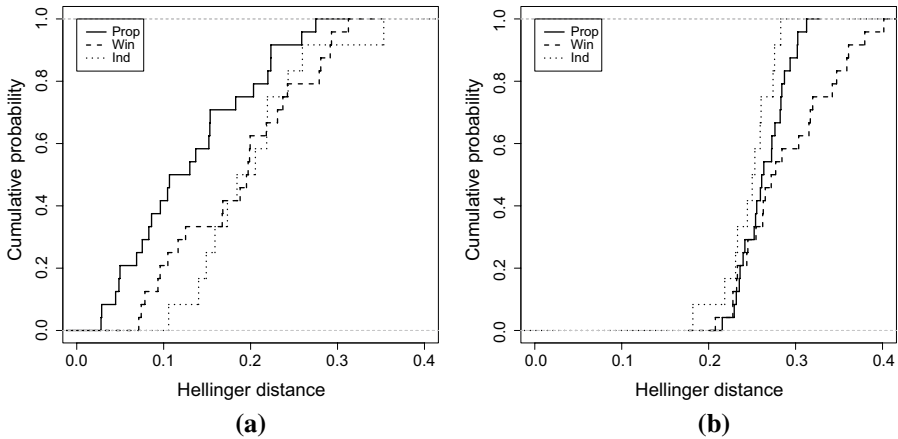 Prop
Win
Ind
Cumulative probability
0.0 0.2 0.4 0.6 0.8 1.0
0.0 0.1 0.2 0.3 0.4
Hellinger distance
(a)
Prop
Win
Ind
Cumulative probability
0.0 0.2 0.4 0.6 0.8 1.0
0.0 0.1 0.2 0.3 0.4
Hellinger distance
(b)